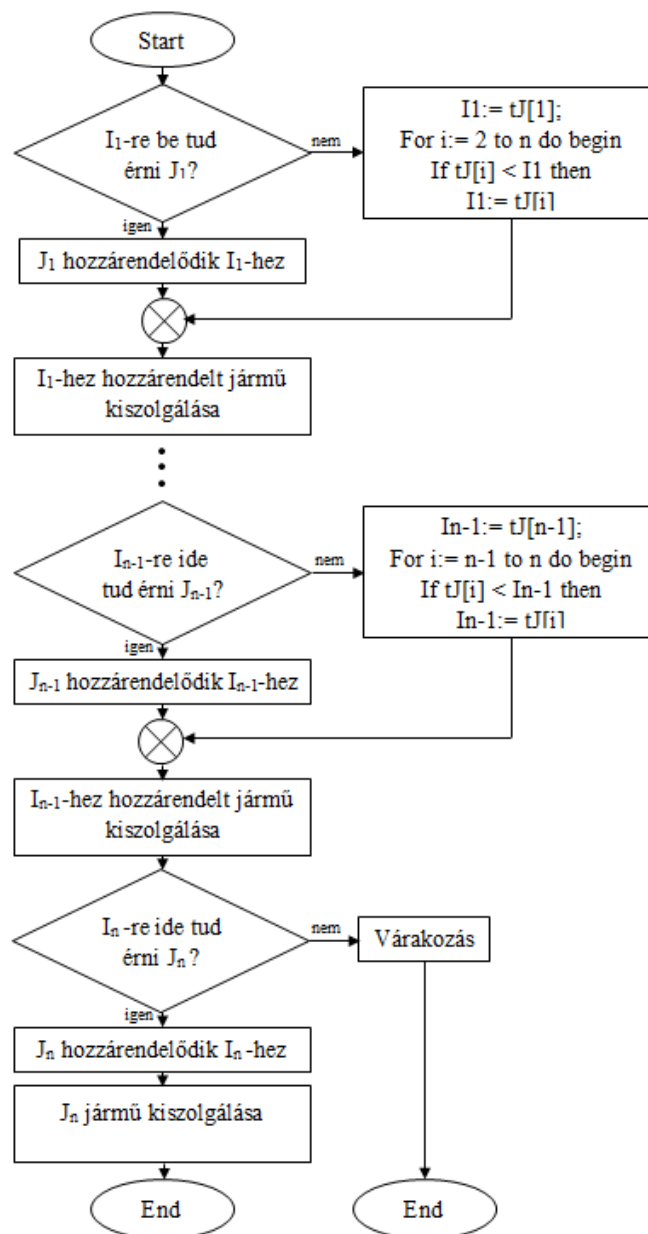 Start
I₁-re be tud
érni J₁?
nem
I1:= tJ[1];
For i:= 2 to n do begin
If tJ[i] < I1 then
I1:= tJ[i]
igen
J₁ hozzárendelődik I₁-hez
I₁-hez hozzárendelt jármű
kiszolgálása
Iₙ₋₁-re ide
tud érni Jₙ₋₁?
nem
In-1:= tJ[n-1];
For i:= n-1 to n do begin
If tJ[i] < In-1 then
In-1:= tJ[i]
igen
Jₙ₋₁ hozzárendelődik Iₙ₋₁-hez
Iₙ₋₁-hez hozzárendelt jármű
kiszolgálása
Iₙ-re ide tud
érni Jₙ?
nem
Várakozás
igen
Jₙ hozzárendelődik Iₙ-hez
Jₙ jármű kiszolgálása
End
End